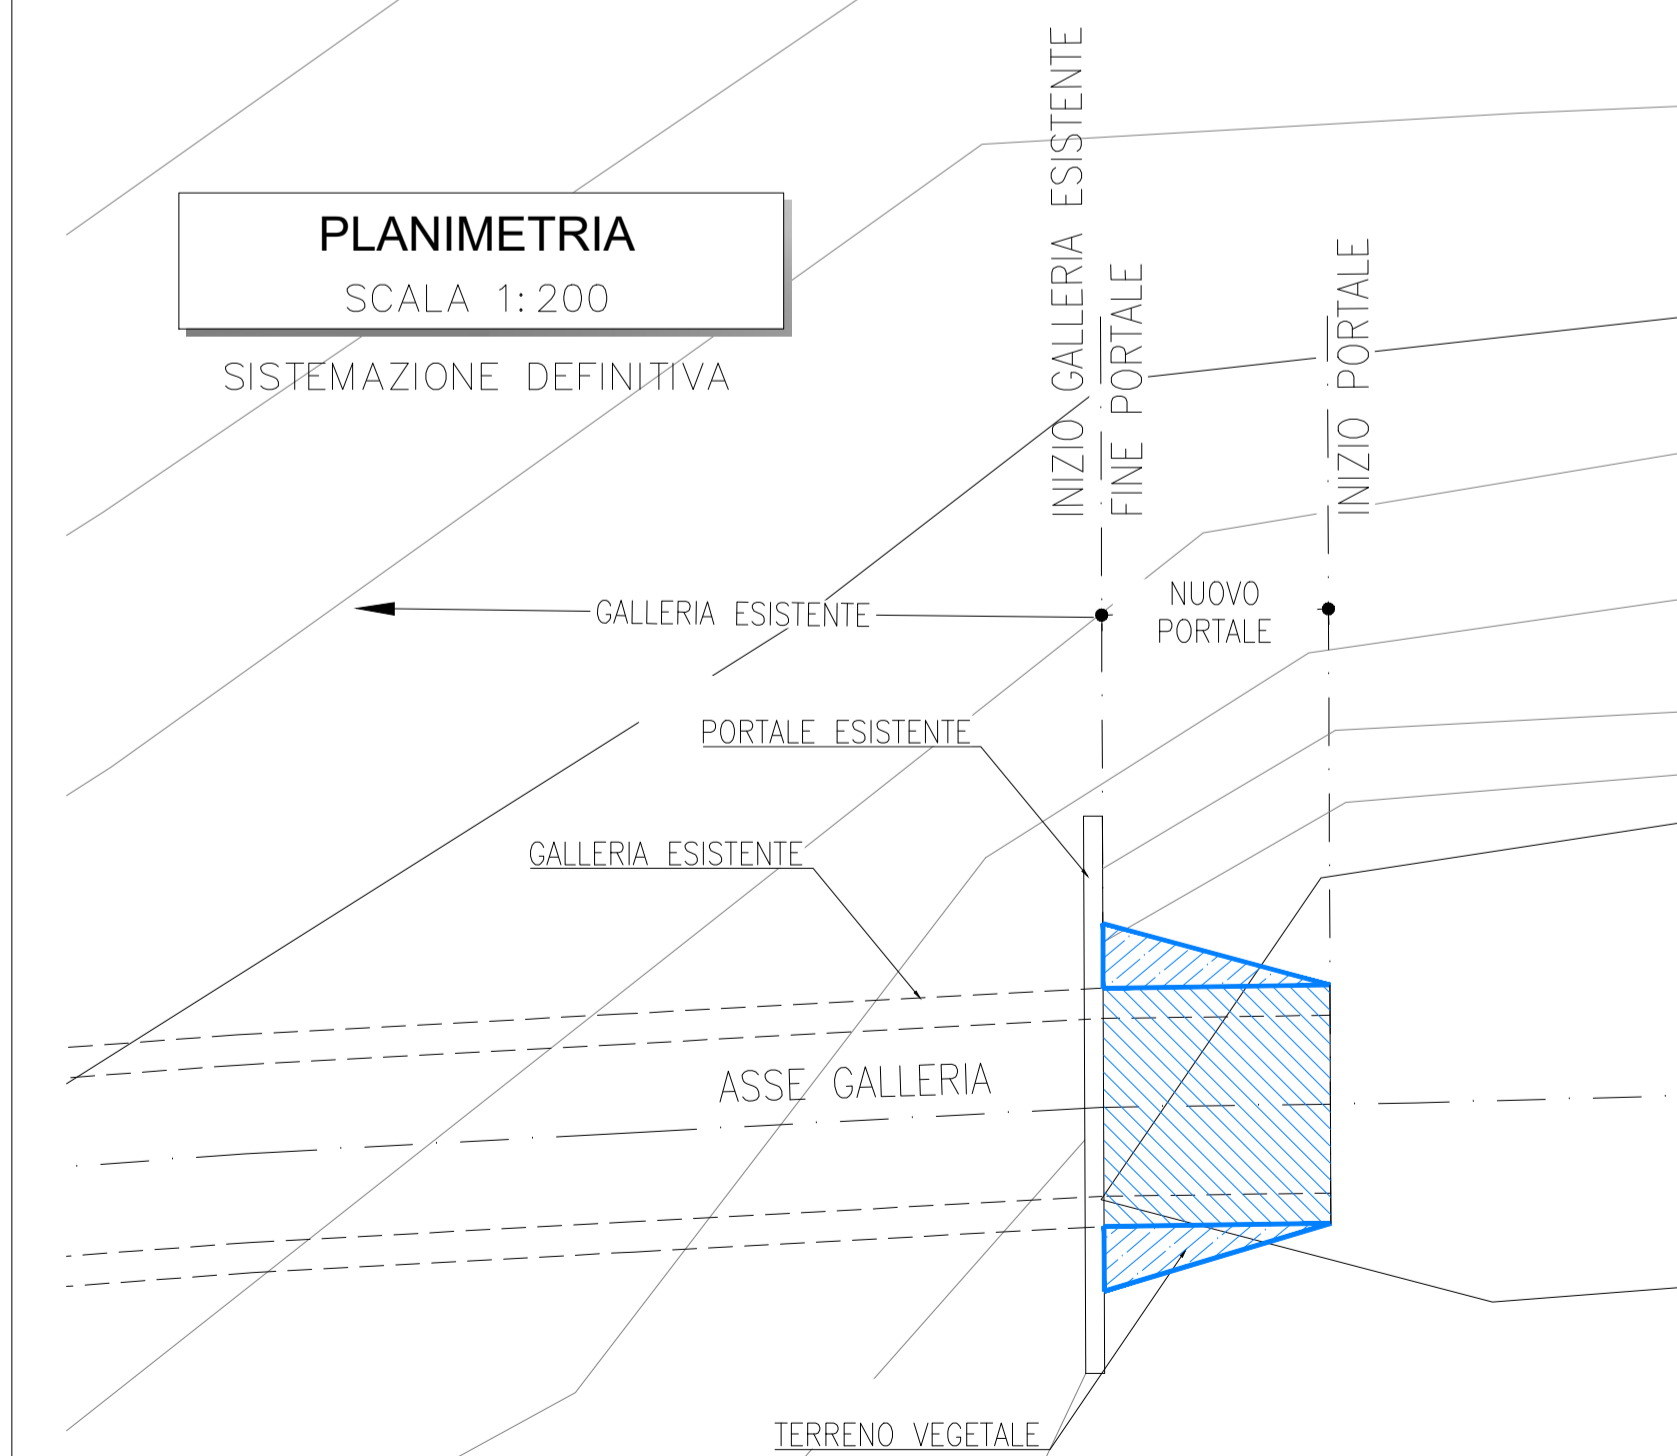 PLANIMETRIA
SCALA 1:200
SISTEMAZIONE DEFINITIVA
INIZIO GALLERIA ESISTENTE
FINE PORTALE
INIZIO PORTALE
GALLERIA ESISTENTE
NUOVO
PORTALE
PORTALE ESISTENTE
GALLERIA ESISTENTE
ASSE GALLERIA
TERRENO VEGETALE